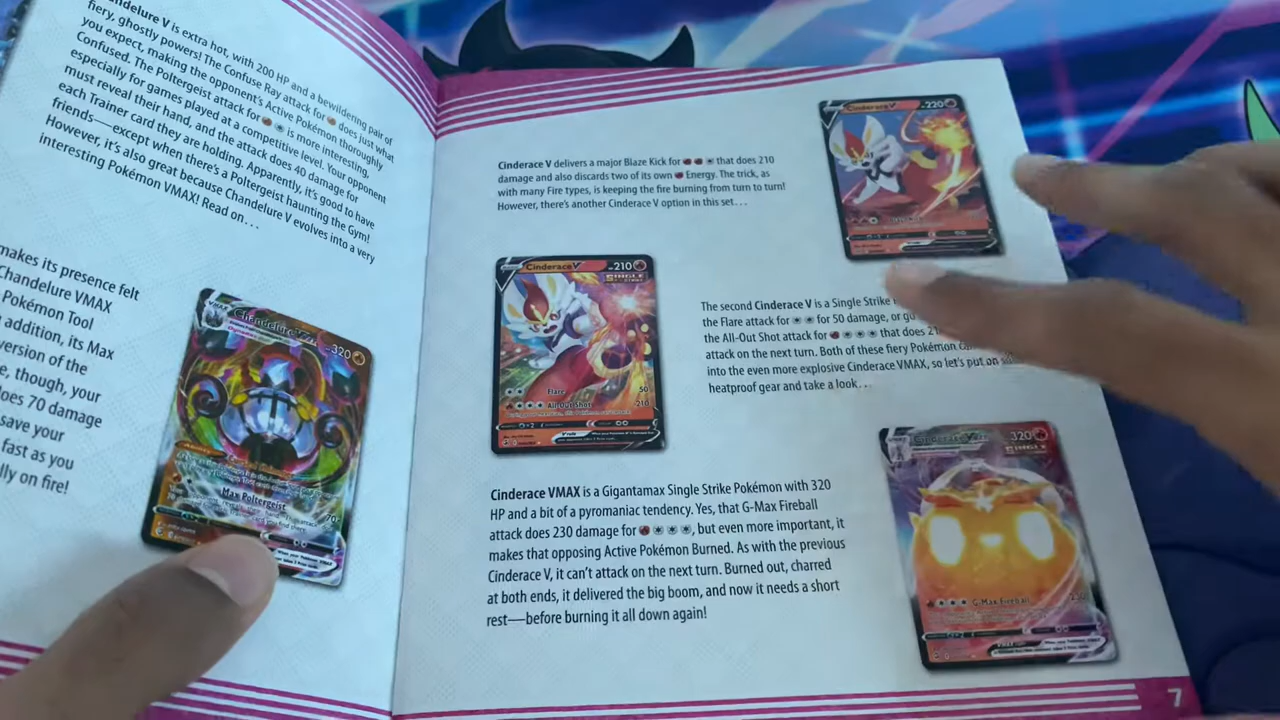 andelure V is extra hot, with 200 HP and a bewildering pair of
fiery, ghostly powers! The Confuse Ray attack for does just what
you expect, making the opponent's Active Pokémon thoroughly
Confused. The Poltergeist attack for is more interesting,
especially for games played at a competitive level. Your opponent
must reveal their hand, and the attack does 40 damage for
each Trainer card they are holding. Apparently, it's good to have
friends—except when there's a Poltergeist haunting the Gym!
However, it's also great because Chandelure V evolves into a very
interesting Pokémon VMAX! Read on…
makes its presence felt
Chandelure VMAX
Pokémon Tool
addition, its Max
version of the
e, though, your
does 70 damage
save your
fast as you
lly on fire!
VMAX
Chandelure
320
Max Poltergeist
70
Cinderace V delivers a major Blaze Kick for that does 210
damage and also discards two of its own Energy. The trick, as
with many Fire types, is keeping the fire burning from turn to turn!
However, there's another Cinderace V option in this set…
Cinderace V
220
Cinderace V
210
SINGLE
Flare 50
All-Out Shot 210
The second Cinderace V is a Single Strike
the Flare attack for for 50 damage, or go
the All-Out Shot attack for that does 21
attack on the next turn. Both of these fiery Pokémon
into the even more explosive Cinderace VMAX, so let's put on
heatproof gear and take a look…
Cinderace VMAX is a Gigantamax Single Strike Pokémon with 320
HP and a bit of a pyromaniac tendency. Yes, that G-Max Fireball
attack does 230 damage for , but even more important, it
makes that opposing Active Pokémon Burned. As with the previous
Cinderace V, it can't attack on the next turn. Burned out, charred
at both ends, it delivered the big boom, and now it needs a short
rest—before burning it all down again!
Cinderace
320
G-Max Fireball 230
7